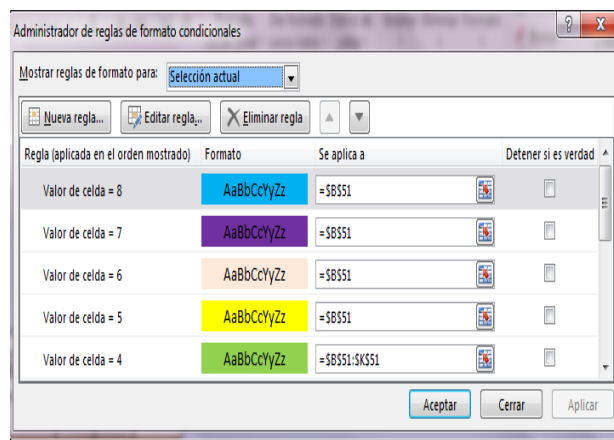 Administrador de reglas de formato condicionales
Mostrar reglas de formato para: Selección actual
Nueva regla... Editar regla... Eliminar regla
Regla (aplicada en el orden mostrado) Formato Se aplica a Detener si es verdad
Valor de celda = 8 AaBbCcYyZz =$B$51
Valor de celda = 7 AaBbCcYyZz =$B$51
Valor de celda = 6 AaBbCcYyZz =$B$51
Valor de celda = 5 AaBbCcYyZz =$B$51
Valor de celda = 4 AaBbCcYyZz =$B$51:$K$51
Aceptar Cerrar Aplicar